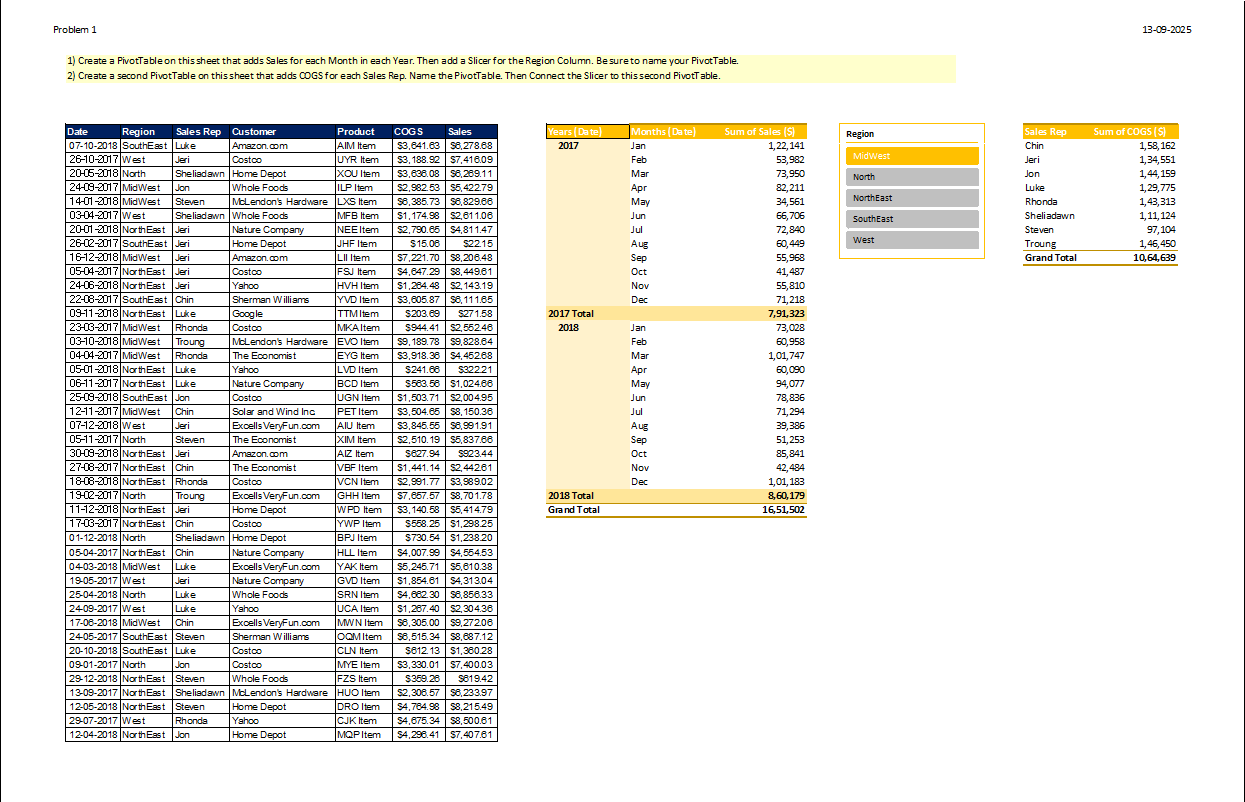 Problem 1
13-09-2025
1) Create a PivotTable on this sheet that adds Sales for each Month in each Year. Then add a Slicer for the Region Column. Be sure to name your PivotTable.
2) Create a second PivotTable on this sheet that adds COGS for each Sales Rep. Name the PivotTable. Then Connect the Slicer to this second PivotTable.
Date Region Sales Rep Customer Product COGS Sales
07-10-2018 SouthEast Luke Amazon.com AIM Item $3,641.63 $6,278.68
26-10-2017 West Jeri Costco UYR Item $3,188.92 $7,416.09
20-05-2018 North Sheliadawn Home Depot XOU Item $3,636.08 $6,269.11
24-09-2017 MidWest Jon Whole Foods ILP Item $2,982.53 $5,422.79
14-01-2018 MidWest Steven McLendon's Hardware LXS Item $6,385.73 $6,829.66
03-04-2017 West Sheliadawn Whole Foods MFB Item $1,174.98 $2,611.06
20-01-2018 NorthEast Jeri Nature Company NEE Item $2,790.65 $4,811.47
26-02-2017 SouthEast Jeri Home Depot JHF Item $15.06 $22.15
16-12-2018 MidWest Jeri Amazon.com LII Item $7,221.70 $8,206.48
05-04-2017 NorthEast Jeri Costco FSJ Item $4,647.29 $8,449.61
24-06-2018 NorthEast Jeri Yahoo HVH Item $1,264.48 $2,143.19
22-08-2017 SouthEast Chin Sherman Williams YVD Item $3,605.87 $6,111.65
09-11-2018 NorthEast Luke Google TTM Item $203.69 $271.58
23-03-2017 MidWest Rhonda Costco MKA Item $944.41 $2,552.46
03-10-2018 MidWest Troung McLendon's Hardware EVO Item $9,189.78 $9,828.64
04-04-2017 MidWest Rhonda The Economist EYG Item $3,918.36 $4,452.68
05-01-2018 NorthEast Luke Yahoo LVD Item $241.66 $322.21
06-11-2017 NorthEast Luke Nature Company BCD Item $563.56 $1,024.66
25-09-2018 SouthEast Jon Costco UGN Item $1,503.71 $2,004.95
12-11-2017 MidWest Chin Solar and Wind Inc. PET Item $3,504.65 $8,150.36
07-12-2018 West Jeri ExcelIsVeryFun.com AIU Item $3,845.55 $6,991.91
05-11-2017 North Steven The Economist XIM Item $2,510.19 $5,837.66
30-09-2018 NorthEast Jeri Amazon.com AIZ Item $627.94 $923.44
27-08-2017 NorthEast Chin The Economist VBF Item $1,441.14 $2,442.61
18-08-2018 NorthEast Rhonda Costco VCN Item $2,991.77 $3,989.02
19-02-2017 North Troung ExcelIsVeryFun.com GHH Item $7,657.57 $8,701.78
11-12-2018 NorthEast Jeri Home Depot WPD Item $3,140.58 $5,414.79
17-03-2017 NorthEast Chin Costco YWP Item $558.25 $1,298.25
01-12-2018 North Sheliadawn Home Depot BPJ Item $730.54 $1,238.20
05-04-2017 NorthEast Chin Nature Company HLL Item $4,007.99 $4,554.53
04-03-2018 MidWest Luke ExcelIsVeryFun.com YAK Item $5,245.71 $5,610.38
19-05-2017 West Jeri Nature Company GVD Item $1,854.61 $4,313.04
25-04-2018 North Luke Whole Foods SRN Item $4,662.30 $6,856.33
24-09-2017 West Luke Yahoo UCA Item $1,267.40 $2,304.36
17-06-2018 MidWest Chin ExcelIsVeryFun.com MWN Item $6,305.00 $9,272.06
24-05-2017 SouthEast Steven Sherman Williams OQM Item $6,515.34 $8,687.12
20-10-2018 SouthEast Luke Costco CLN Item $612.13 $1,360.28
09-01-2017 North Jon Costco MYE Item $3,330.01 $7,400.03
29-12-2018 NorthEast Steven Whole Foods FZS Item $359.26 $619.42
13-09-2017 NorthEast Sheliadawn McLendon's Hardware HUO Item $2,306.57 $6,233.97
12-05-2018 NorthEast Steven Home Depot DRO Item $4,764.98 $8,215.49
29-07-2017 West Rhonda Yahoo CJK Item $4,675.34 $8,500.61
12-04-2018 NorthEast Jon Home Depot MQP Item $4,296.41 $7,407.61
Years (Date) Months (Date) Sum of Sales ($)
2017 Jan 1,22,141
Feb 53,982
Mar 73,950
Apr 82,211
May 34,561
Jun 66,706
Jul 72,840
Aug 60,449
Sep 55,968
Oct 41,487
Nov 55,810
Dec 71,218
2017 Total 7,91,323
2018 Jan 73,028
Feb 60,958
Mar 1,01,747
Apr 60,090
May 94,077
Jun 78,836
Jul 71,294
Aug 39,386
Sep 51,253
Oct 85,841
Nov 42,484
Dec 1,01,183
2018 Total 8,60,179
Grand Total 16,51,502
Region
MidWest
North
NorthEast
SouthEast
West
Sales Rep Sum of COGS ($)
Chin 1,58,162
Jeri 1,34,551
Jon 1,44,159
Luke 1,29,775
Rhonda 1,43,313
Sheliadawn 1,11,124
Steven 97,104
Troung 1,46,450
Grand Total 10,64,639